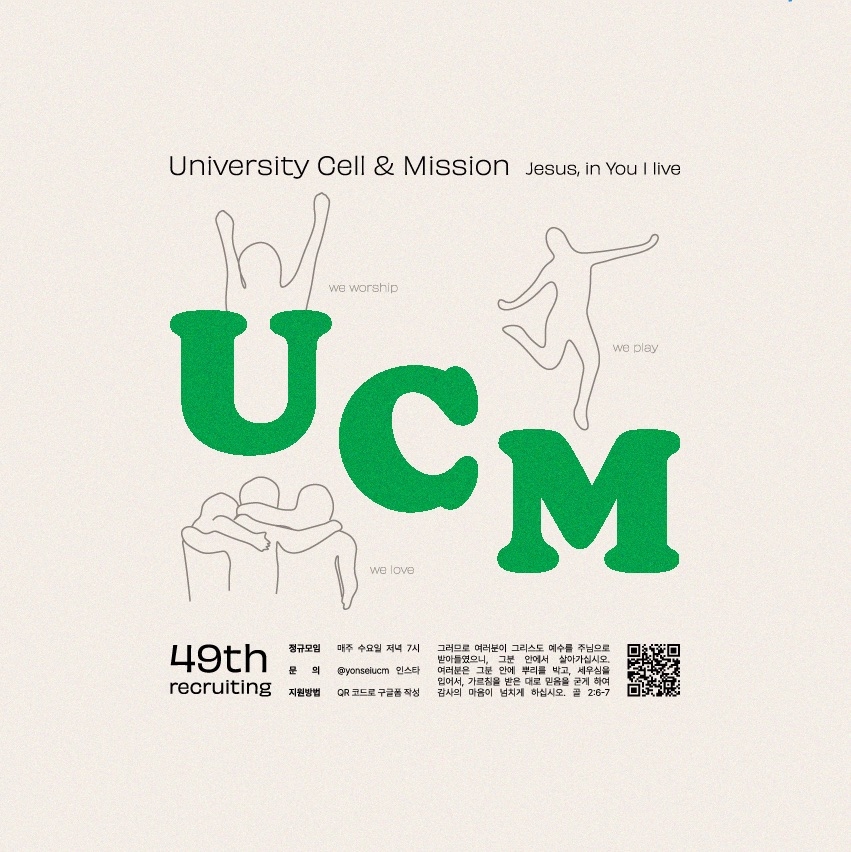 University Cell & Mission Jesus, in You I live
we worship
we play
UCM
we love
49th
recruiting
정규모임 매주 수요일 저녁 7시
문 의 @yonseiucm 인스타
지원방법 QR 코드로 구글폼 작성
그러므로 여러분이 그리스도 예수를 주님으로
받아들였으니, 그분 안에서 살아가십시오.
여러분은 그분 안에 뿌리를 박고, 세우심을
입어서, 가르침을 받은 대로 믿음을 굳게 하여
감사의 마음이 넘치게 하십시오. 골 2:6-7